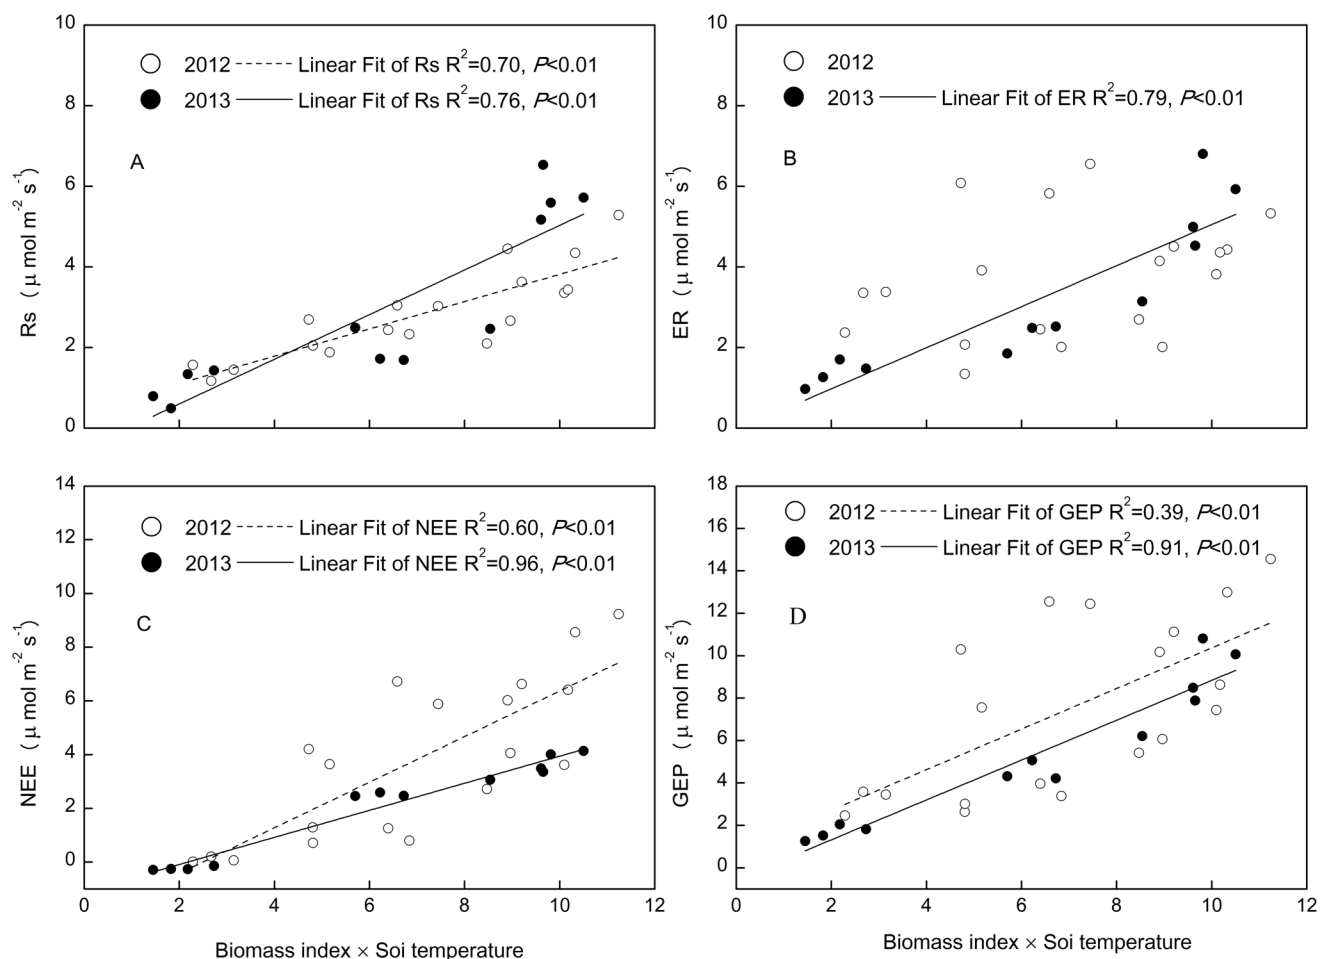 10
8
6
4
2
0
Rs ( μ mol m-2 s-1)
2012 Linear Fit of Rs R2=0.70, P<0.01
2013 Linear Fit of Rs R2=0.76, P<0.01
A
10
8
6
4
2
0
ER ( μ mol m-2 s-1)
2012
2013 Linear Fit of ER R2=0.79, P<0.01
B
14
12
10
8
6
4
2
0
NEE ( μ mol m-2 s-1)
2012 Linear Fit of NEE R2=0.60, P<0.01
2013 Linear Fit of NEE R2=0.96, P<0.01
C
0 2 4 6 8 10 12
Biomass index × Soi temperature
18
16
14
12
10
8
6
4
2
0
GEP ( μ mol m-2 s-1)
2012 Linear Fit of GEP R2=0.39, P<0.01
2013 Linear Fit of GEP R2=0.91, P<0.01
D
0 2 4 6 8 10 12
Biomass index × Soi temperature